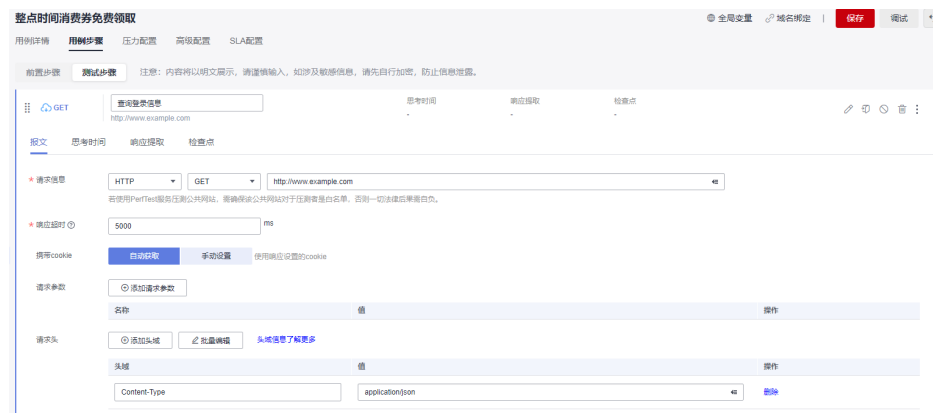 整点时间消费券免费领取
全局变量 域名绑定 | 保存 调试
用例详情 用例步骤 压力配置 高级配置 SLA配置
前置步骤 测试步骤 注意：内容将以明文展示，请谨慎输入，如涉及敏感信息，请先自行加密，防止信息泄露。
GET 查询登录信息 思考时间 响应提取 检查点
http://www.example.com - - -
报文 思考时间 响应提取 检查点
* 请求信息 HTTP GET http://www.example.com
若使用PerfTest服务压测公共网站，需确保该公共网站对于压测者是白名单，否则一切法律后果需自负。
* 响应超时 5000 ms
携带cookie 自动获取 手动设置 使用响应设置的cookie
请求参数 添加请求参数
名称 值 操作
请求头 添加头域 批量编辑 头域信息了解更多
头域 值 操作
Content-Type application/json 删除